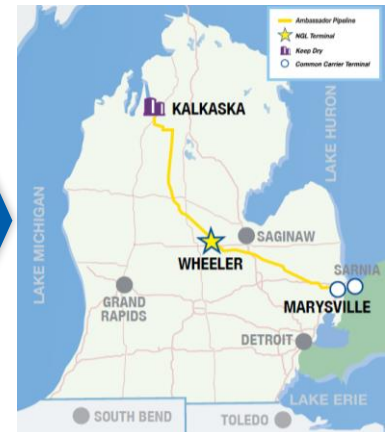 Ambassador Pipeline
NGL Terminal
Keep Dry
Common Carrier Terminal
KALKASKA
LAKE HURON
LAKE MICHIGAN
SAGINAW
WHEELER
SARNIA
GRAND
RAPIDS
MARYSVILLE
DETROIT
LAKE ERIE
SOUTH BEND
TOLEDO